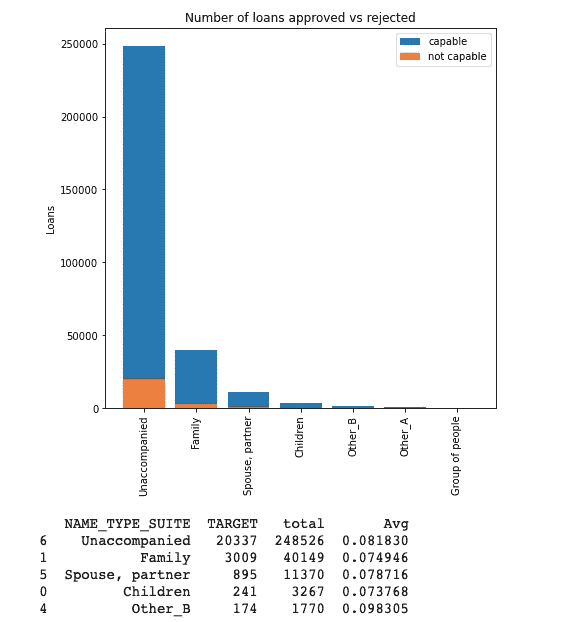 Number of loans approved vs rejected
capable
not capable
250000
200000
150000
100000
50000
0
Loans
Unaccompanied
Family
Spouse, partner
Children
Other_B
Other_A
Group of people
NAME_TYPE_SUITE TARGET total Avg
6 Unaccompanied 20337 248526 0.081830
1 Family 3009 40149 0.074946
5 Spouse, partner 895 11370 0.078716
0 Children 241 3267 0.073768
4 Other_B 174 1770 0.098305